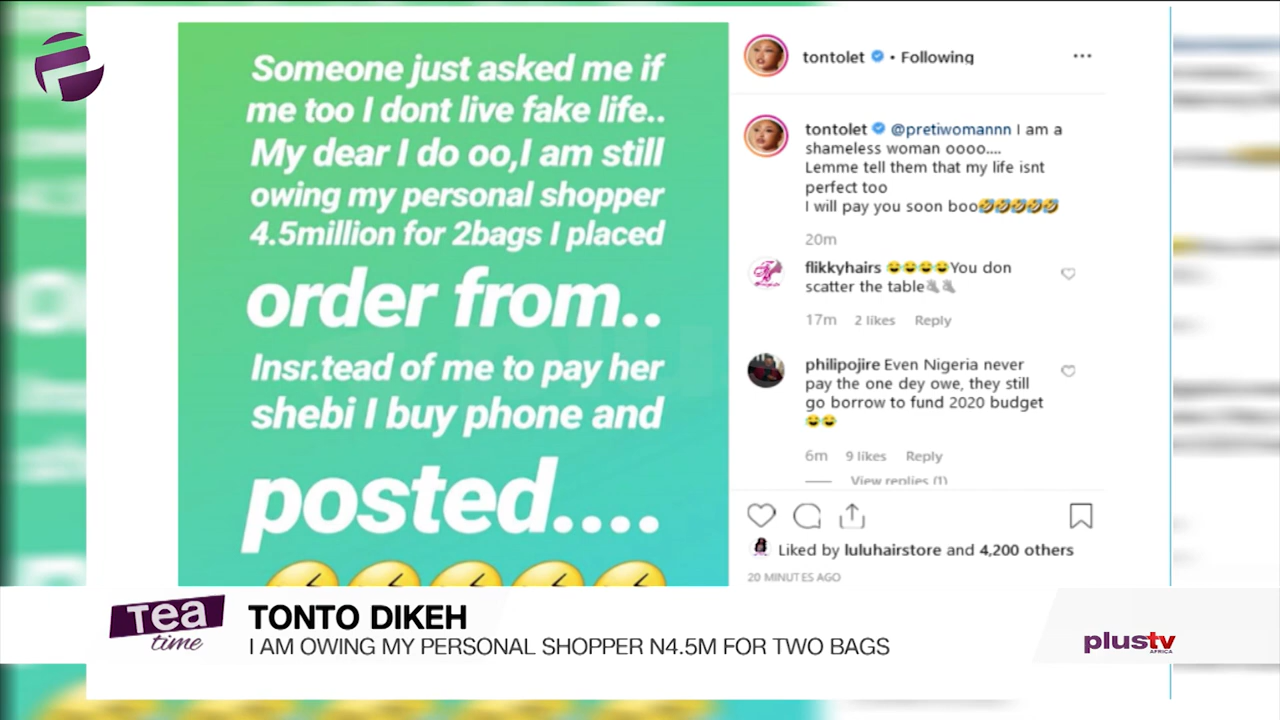 Someone just asked me if
me too I dont live fake life..
My dear I do oo,I am still
owing my personal shopper
4.5million for 2bags I placed
order from..
Insr.tead of me to pay her
shebi I buy phone and
posted....
tontolet • Following
tontolet @pretiwomannn I am a
shameless woman oooo....
Lemme tell them that my life isnt
perfect too
I will pay you soon boo🤣🤣🤣🤣🤣
20m
flikkyhairs 😂😂😂😂You don
scatter the table
17m 2 likes Reply
philipojire Even Nigeria never
pay the one dey owe, they still
go borrow to fund 2020 budget
😂😂
6m 9 likes Reply
View replies (1)
Liked by luluhairstore and 4,200 others
20 MINUTES AGO
Tea
time
TONTO DIKEH
I AM OWING MY PERSONAL SHOPPER N4.5M FOR TWO BAGS
plustv
AFRICA